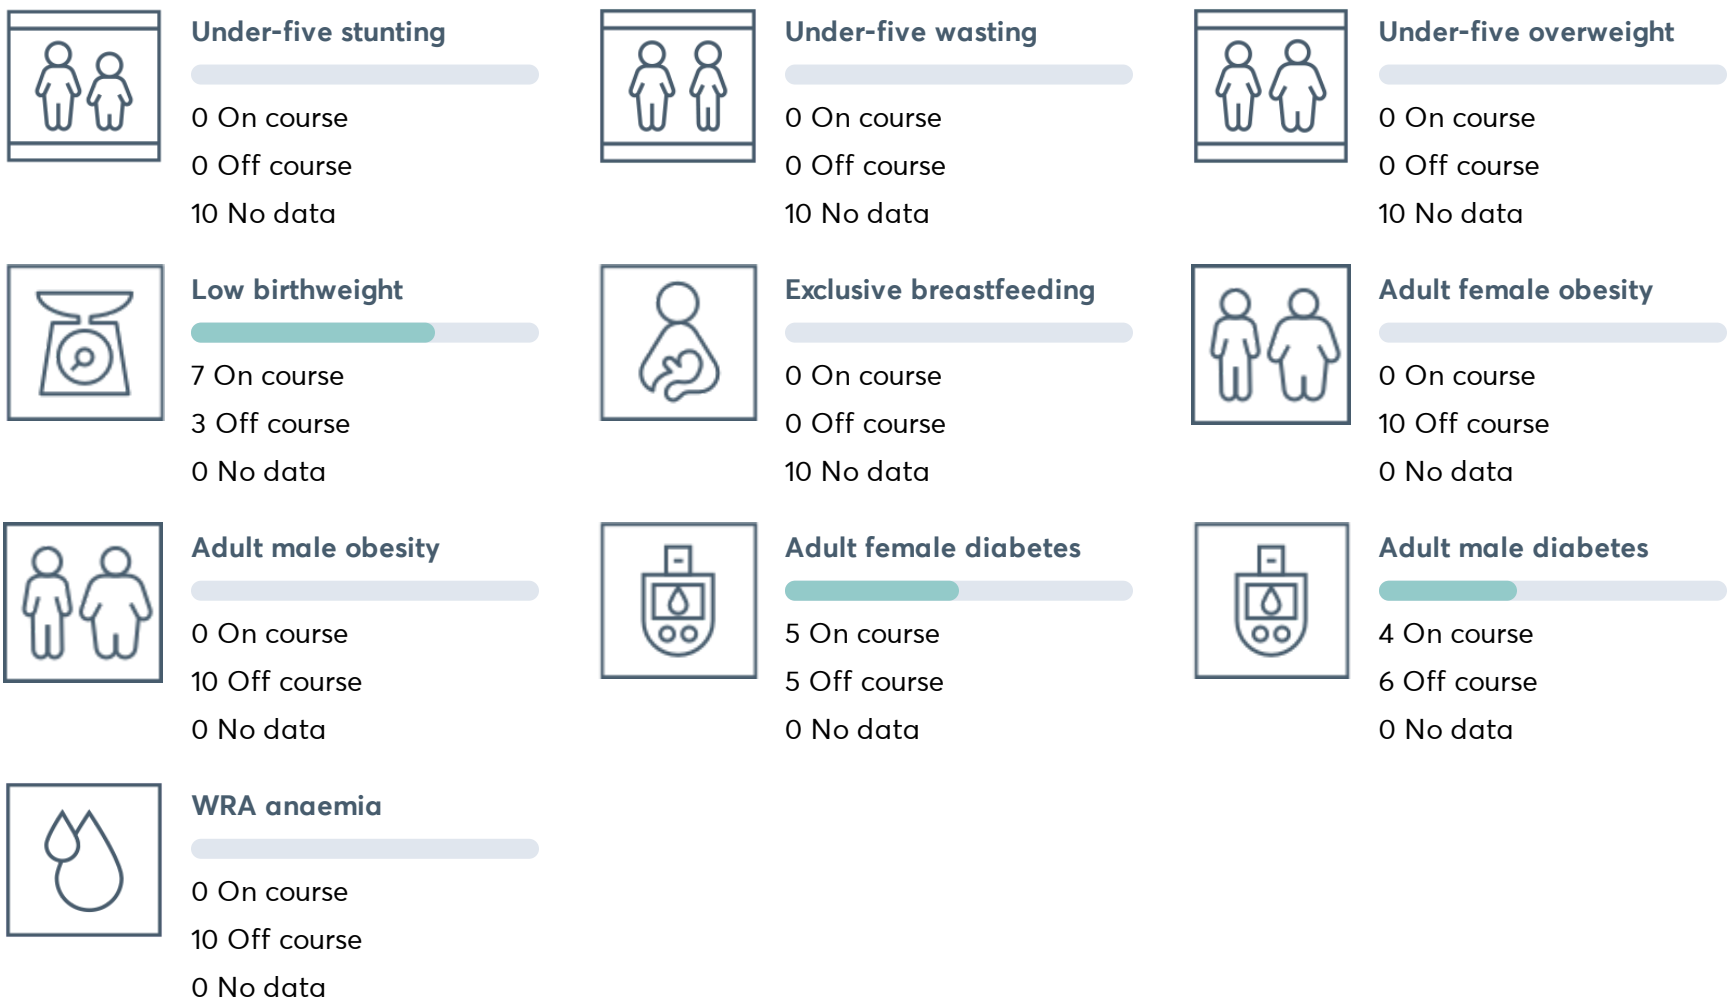 Under-five stunting
0 On course
0 Off course
10 No data
Under-five wasting
0 On course
0 Off course
10 No data
Under-five overweight
0 On course
0 Off course
10 No data
Low birthweight
7 On course
3 Off course
0 No data
Exclusive breastfeeding
0 On course
0 Off course
10 No data
Adult female obesity
0 On course
10 Off course
0 No data
Adult male obesity
0 On course
10 Off course
0 No data
Adult female diabetes
5 On course
5 Off course
0 No data
Adult male diabetes
4 On course
6 Off course
0 No data
WRA anaemia
0 On course
10 Off course
0 No data